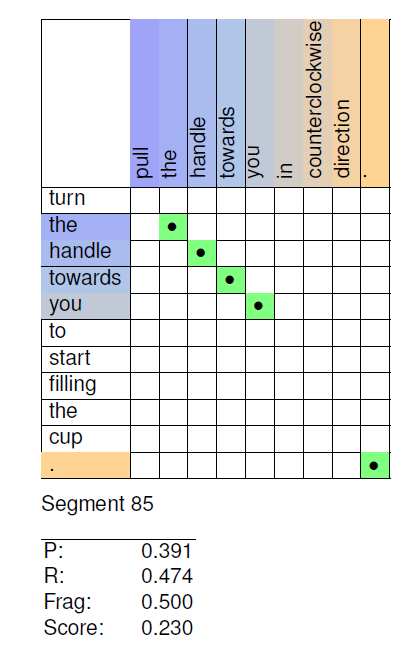 pull the handle towards you in counterclockwise direction .
turn
the
handle
towards
you
to
start
filling
the
cup
.
Segment 85
P: 0.391
R: 0.474
Frag: 0.500
Score: 0.230